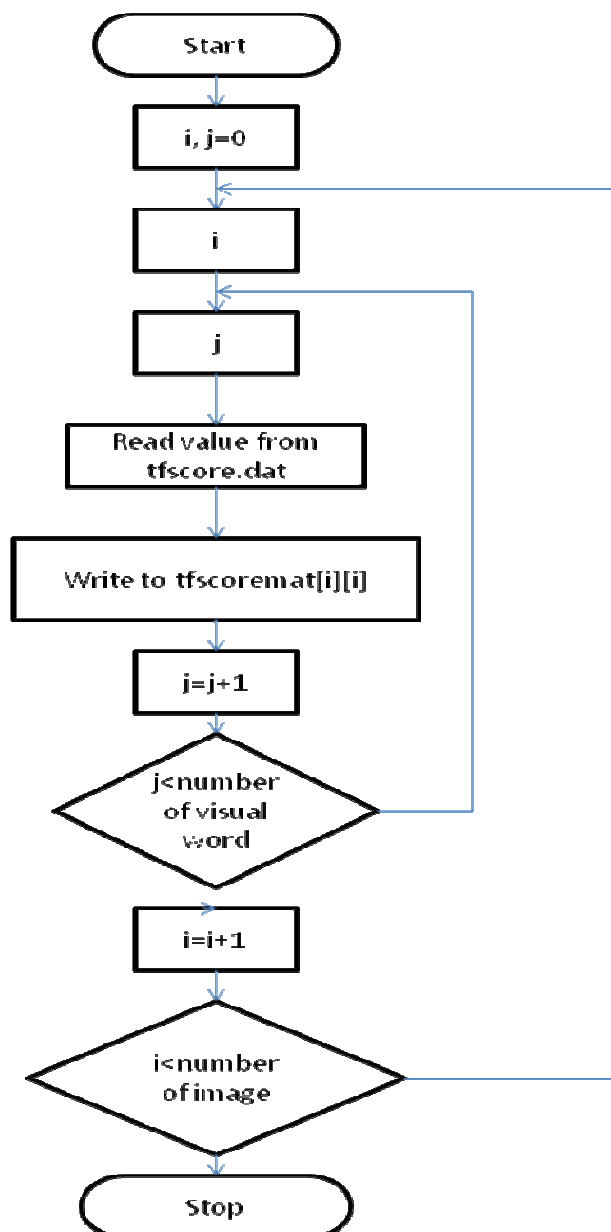 Start
i, j=0
i
j
Read value from
tfscore.dat
Write to tfscoremat[i][i]
j=j+1
j<number
of visual
word
i=i+1
i<number
of image
Stop